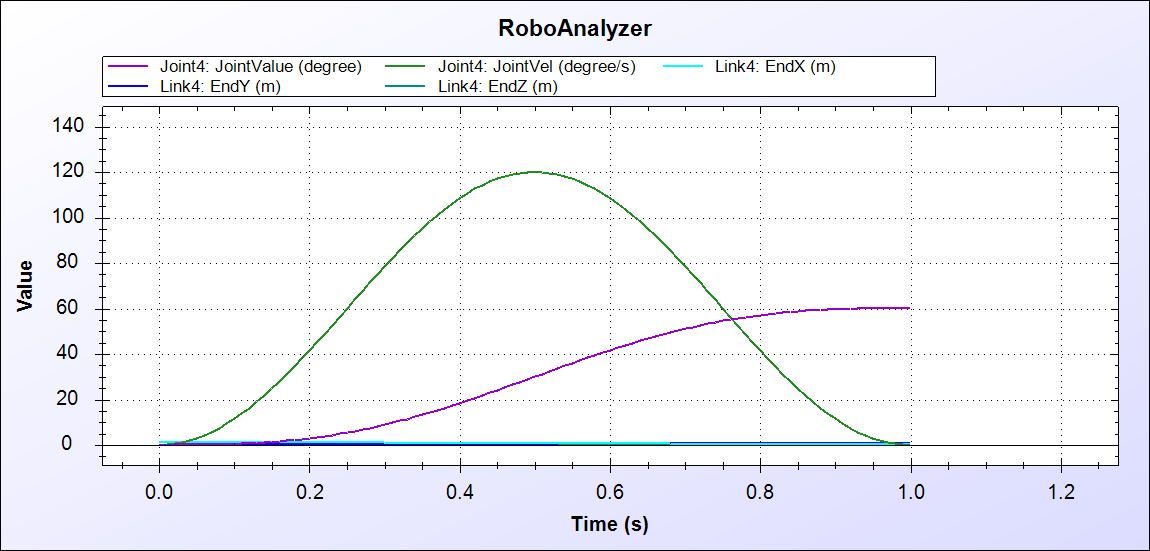 RoboAnalyzer
Joint4: JointValue (degree) Joint4: JointVel (degree/s) Link4: EndX (m)
Link4: EndY (m) Link4: EndZ (m)
140
120
100
80
60
40
20
0
Value
0.0 0.2 0.4 0.6 0.8 1.0 1.2
Time (s)